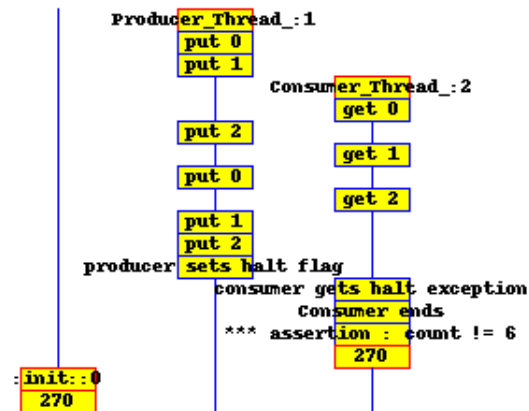 Producer_Thread_:1
put 0
put 1
Consumer_Thread_:2
get 0
put 2
get 1
put 0
get 2
put 1
put 2
producer sets halt flag
consumer gets halt exception
Consumer ends
*** assertion : count != 6
270
:init::0
270